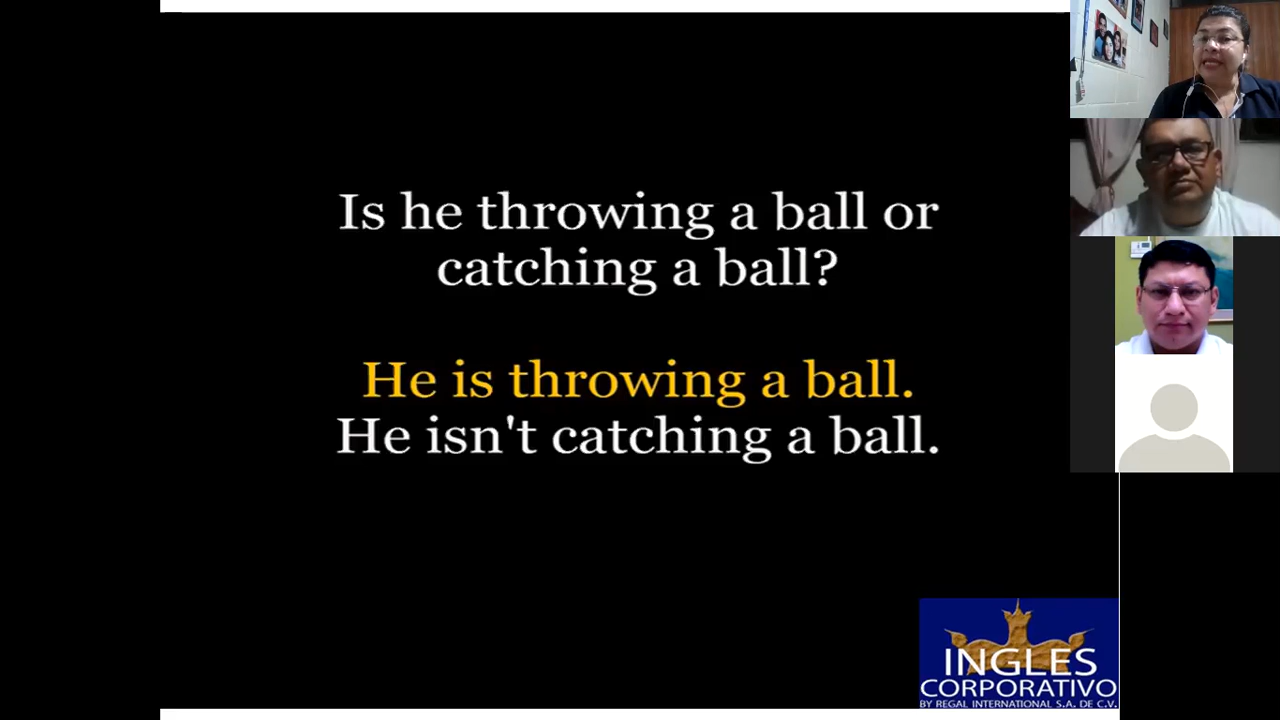 Is he throwing a ball or
catching a ball?
He is throwing a ball.
He isn't catching a ball.
INGLES
CORPORATIVO
BY REGAL INTERNATIONAL S.A. DE C.V.